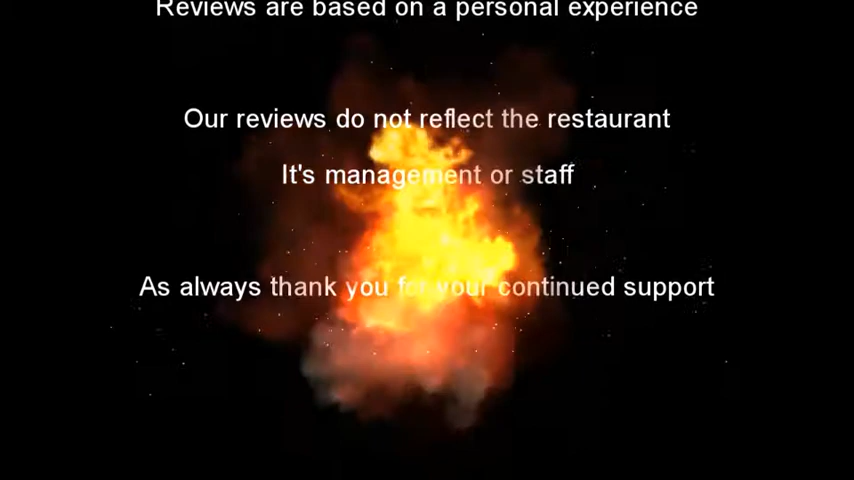 Reviews are based on a personal experience
Our reviews do not reflect the restaurant
It's management or staff
As always thank you for your continued support